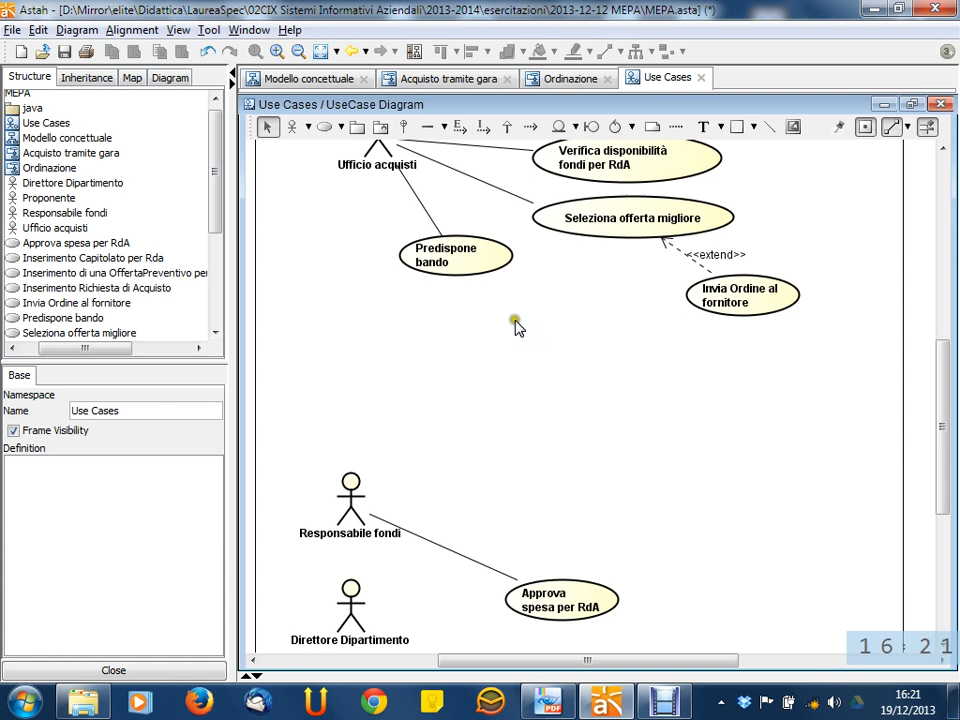 Astah - [D:\Mirror\elite\Didattica\LaureaSpec\02CIX Sistemi Informativi Aziendali\2013-2014\esercitazioni\2013-12-12 MEPA\MEPA.asta] (*)
File Edit Diagram Alignment View Tool Window Help
Structure Inheritance Map Diagram
MEPA
java
Use Cases
Modello concettuale
Acquisto tramite gara
Ordinazione
Direttore Dipartimento
Proponente
Responsabile fondi
Ufficio acquisti
Approva spesa per RdA
Inserimento Capitolato per Rda
Inserimento di una OffertaPreventivo per
Inserimento Richiesta di Acquisto
Invia Ordine al fornitore
Predispone bando
Seleziona offerta migliore
Base
Namespace
Name Use Cases
Frame Visibility
Definition
Close
Modello concettuale Acquisto tramite gara Ordinazione Use Cases
Use Cases / UseCase Diagram
T
3
Verifica disponibilità
fondi per RdA
Ufficio acquisti
Seleziona offerta migliore
Predispone
bando
<<extend>>
Invia Ordine al
fornitore
Responsabile fondi
Approva
spesa per RdA
Direttore Dipartimento
16:21
PDF
16:21
19/12/2013